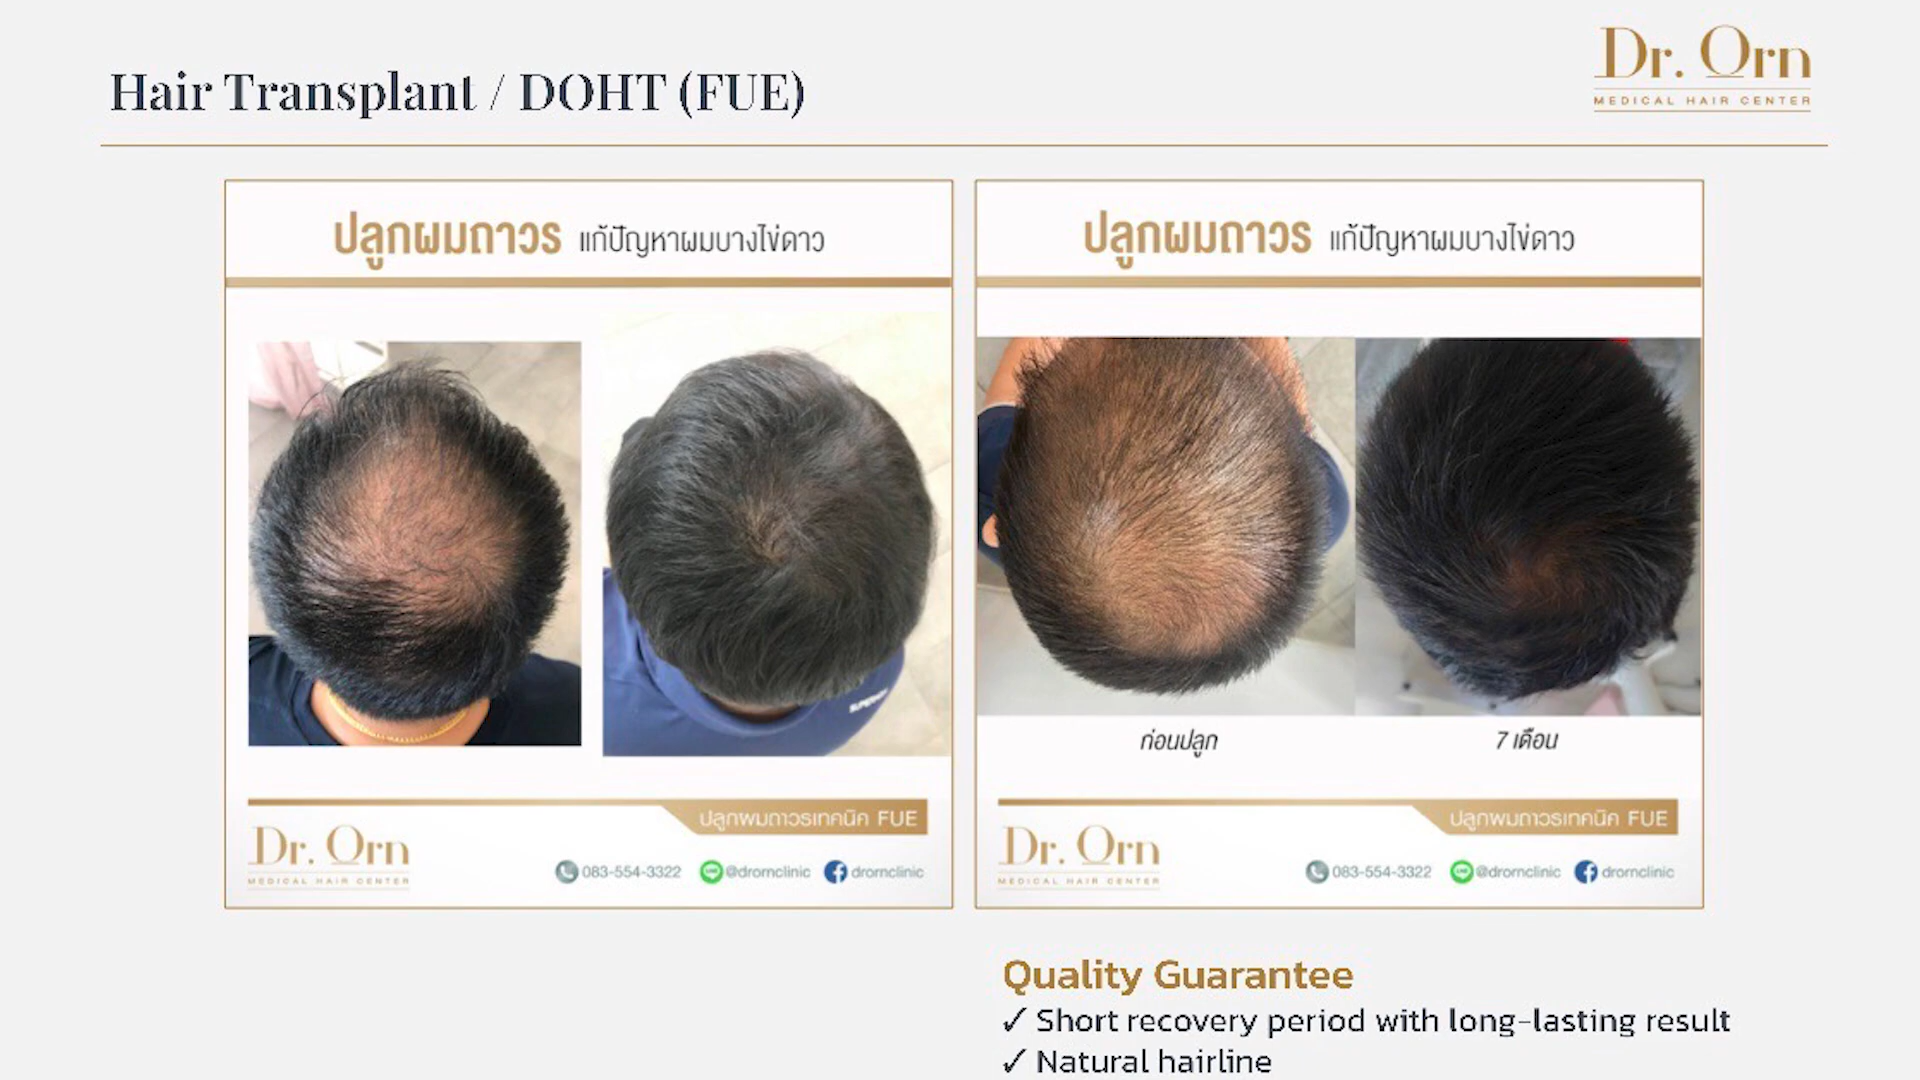 Dr. Orn
MEDICAL HAIR CENTER
Hair Transplant / DOHT (FUE)
ปลูกผมถาวร แก้ปัญหาผมบางไข่ดาว
ปลูกผมถาวรเทคนิค FUE
Dr. Orn
MEDICAL HAIR CENTER
083-554-3322 @drornclinic drornclinic
ปลูกผมถาวร แก้ปัญหาผมบางไข่ดาว
ก่อนปลูก 7 เดือน
ปลูกผมถาวรเทคนิค FUE
Dr. Orn
MEDICAL HAIR CENTER
083-554-3322 @drornclinic drornclinic
Quality Guarantee
✓ Short recovery period with long-lasting result
✓ Natural hairline